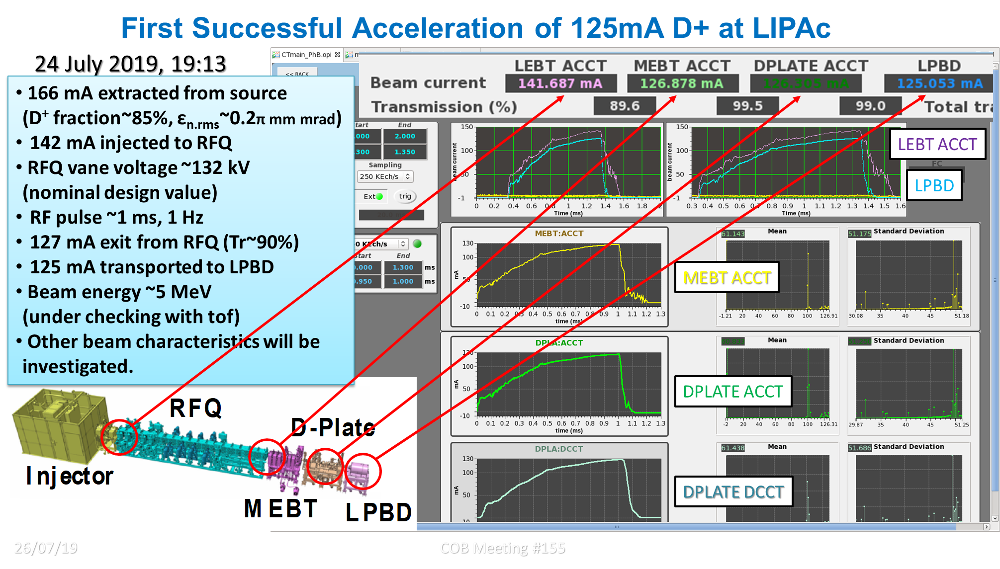 First Successful Acceleration of 125mA D+ at LIPAc
24 July 2019, 19:13
• 166 mA extracted from source
(D+ fraction~85%, εn.rms~0.2π mm mrad)
• 142 mA injected to RFQ
• RFQ vane voltage ~132 kV
(nominal design value)
• RF pulse ~1 ms, 1 Hz
• 127 mA exit from RFQ (Tr~90%)
• 125 mA transported to LPBD
• Beam energy ~5 MeV
(under checking with tof)
• Other beam characteristics will be
investigated.
Injector
RFQ
D-Plate
MEBT
LPBD
CTmain_PhB.opi
<< BACK
LEBT ACCT MEBT ACCT DPLATE ACCT LPBD
Beam current 141.687 mA 126.878 mA 126.305 mA 125.053 mA
Transmission (%) 89.6 99.5 99.0
End
2.000
1.350
Sampling
250 KEch/s
Ext trig
KEch/s
End
1.300 ms
1.000 ms
150
100
50
-1
beam current
0 0.2 0.4 0.6 0.8 1 1.2 1.4 1.6 1.8 2
Time (ms)
150
100
50
-1
beam current
0.3 0.4 0.5 0.6 0.7 0.8 0.9 1 1.1 1.2 1.3 1.4 1.5 1.6
Time (ms)
LEBT ACCT
FC
LPBD
MEBT:ACCT
130
100
50
-10
mA
0 0.1 0.2 0.3 0.4 0.5 0.6 0.7 0.8 0.9 1 1.1 1.2 1.3
time (ms)
MEBT ACCT
61.143 Mean
-1.21 20 40 60 80 100 126.91
51.175 Standard Deviation
30.08 35 40 45 51.18
DPLA:ACCT
130
100
50
-10
mA
0 0.1 0.2 0.3 0.4 0.5 0.6 0.7 0.8 0.9 1 1.1 1.2 1.3
time (ms)
DPLATE ACCT
Mean
-2 20 40 60 80 100 126.31
Standard Deviation
29.87 35 40 45 51.25
DPLA:DCCT
130
100
50
mA
DPLATE DCCT
61.438 Mean
51.686 Standard Deviation
26/07/19
COB Meeting #155